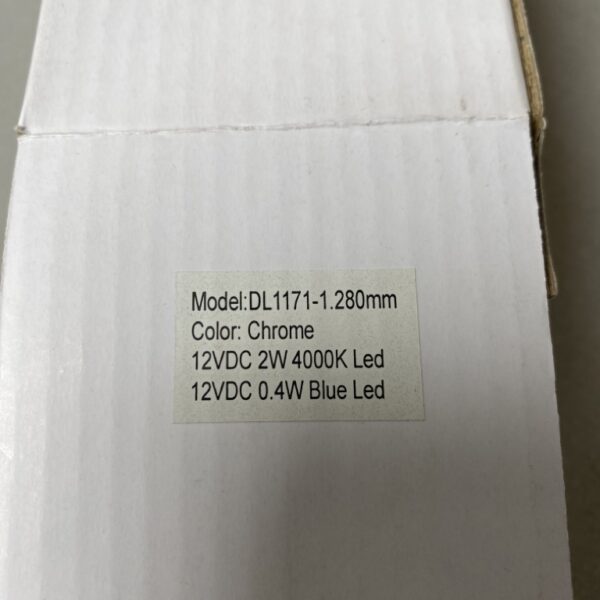 Model:DL1171-1.280mm
Color: Chrome
12VDC 2W 4000K Led
12VDC 0.4W Blue Led